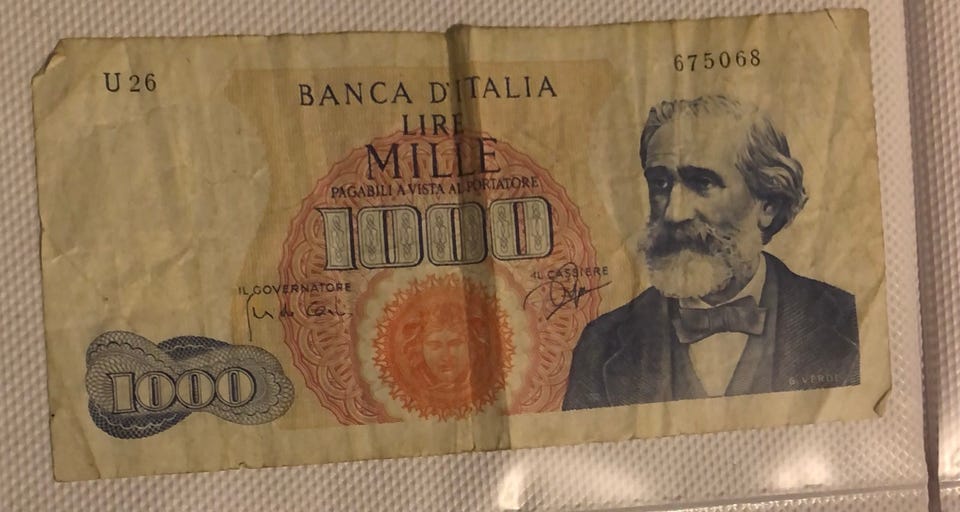 U 26
675068
BANCA D'ITALIA
LIRE
MILLE
PAGABILI A VISTA AL PORTATORE
1000
IL GOVERNATORE
IL CASSIERE
1000
G. VERDI